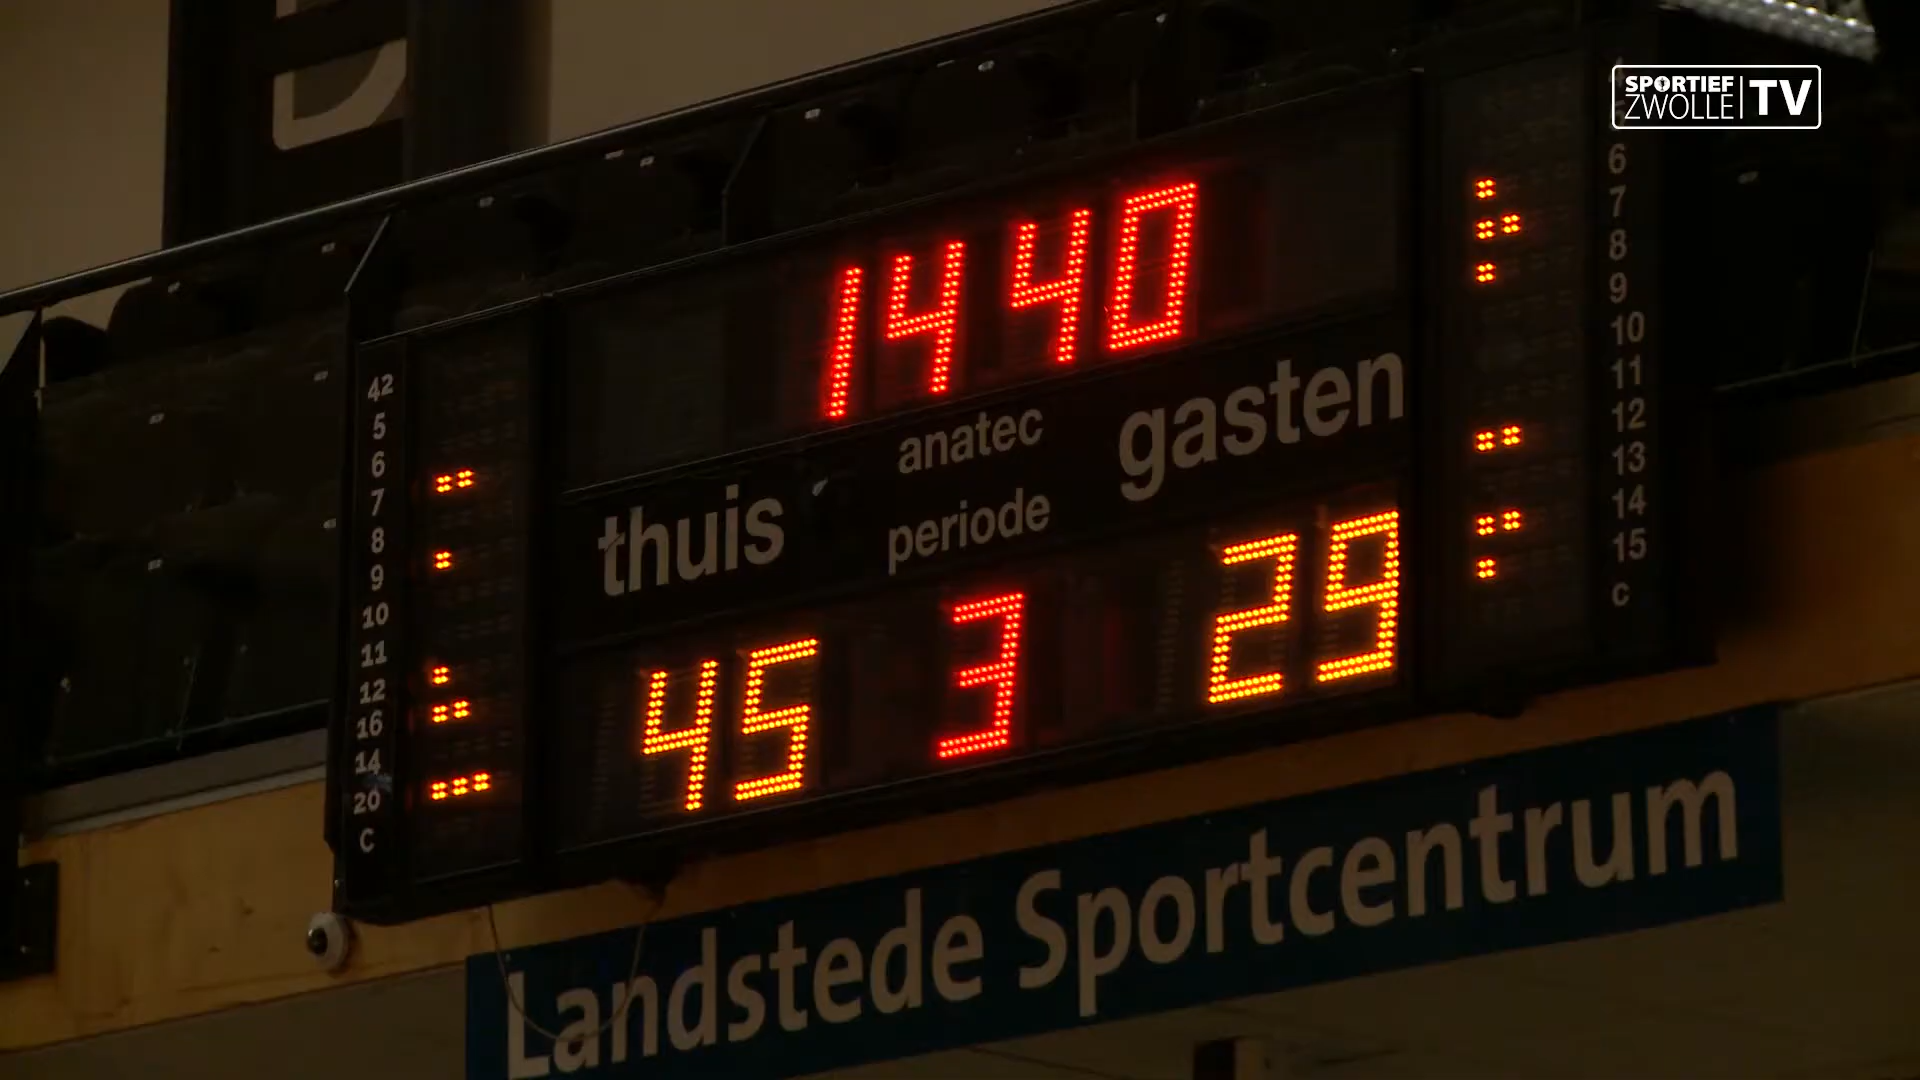 SPORTIEF
ZWOLLE TV
14 40
anatec
thuis
gasten
periode
45
3
29
42
5
6
7
8
9
10
11
12
16
14
20
C
6
7
8
9
10
11
12
13
14
15
C
Landstede Sportcentrum